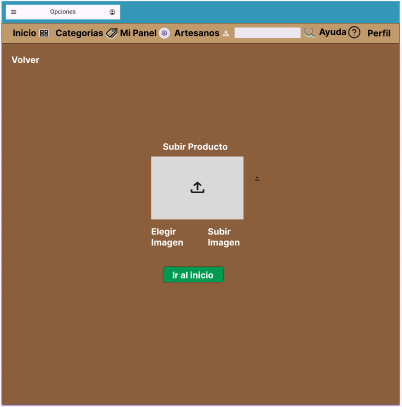 Opciones
Inicio Categorias Mi Panel Artesanos Ayuda Perfil
Volver
Subir Producto
Elegir Imagen
Subir Imagen
Ir al inicio